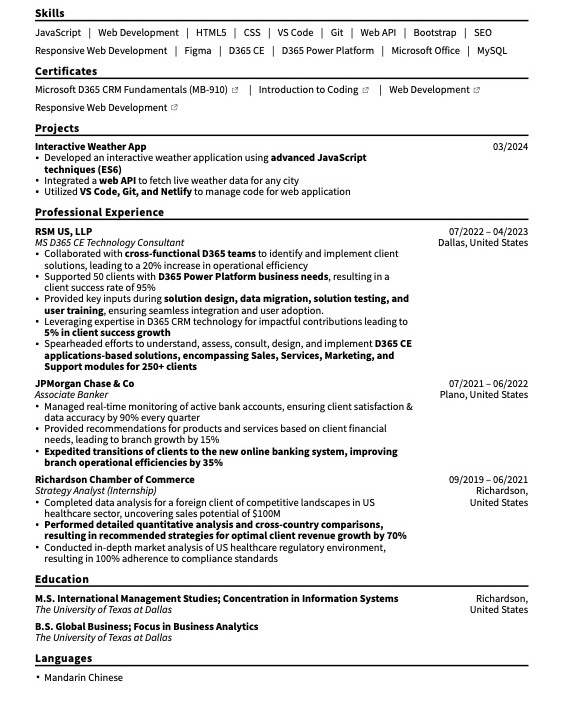 Skills
JavaScript | Web Development | HTML5 | CSS | VS Code | Git | Web API | Bootstrap | SEO
Responsive Web Development | Figma | D365 CE | D365 Power Platform | Microsoft Office | MySQL
Certificates
Microsoft D365 CRM Fundamentals (MB-910) | Introduction to Coding | Web Development
Responsive Web Development
Projects
Interactive Weather App 03/2024
• Developed an interactive weather application using advanced JavaScript
techniques (ES6)
• Integrated a web API to fetch live weather data for any city
• Utilized VS Code, Git, and Netlify to manage code for web application
Professional Experience
RSM US, LLP 07/2022 – 04/2023
MS D365 CE Technology Consultant Dallas, United States
• Collaborated with cross-functional D365 teams to identify and implement client
solutions, leading to a 20% increase in operational efficiency
• Supported 50 clients with D365 Power Platform business needs, resulting in a
client success rate of 95%
• Provided key inputs during solution design, data migration, solution testing, and
user training, ensuring seamless integration and user adoption.
• Leveraging expertise in D365 CRM technology for impactful contributions leading to
5% in client success growth
• Spearheaded efforts to understand, assess, consult, design, and implement D365 CE
applications-based solutions, encompassing Sales, Services, Marketing, and
Support modules for 250+ clients
JPMorgan Chase & Co 07/2021 – 06/2022
Associate Banker Plano, United States
• Managed real-time monitoring of active bank accounts, ensuring client satisfaction &
data accuracy by 90% every quarter
• Provided recommendations for products and services based on client financial
needs, leading to branch growth by 15%
• Expedited transitions of clients to the new online banking system, improving
branch operational efficiencies by 35%
Richardson Chamber of Commerce 09/2019 – 06/2021
Strategy Analyst (Internship) Richardson,
• Completed data analysis for a foreign client of competitive landscapes in US United States
healthcare sector, uncovering sales potential of $100M
• Performed detailed quantitative analysis and cross-country comparisons,
resulting in recommended strategies for optimal client revenue growth by 70%
• Conducted in-depth market analysis of US healthcare regulatory environment,
resulting in 100% adherence to compliance standards
Education
M.S. International Management Studies; Concentration in Information Systems Richardson,
The University of Texas at Dallas United States
B.S. Global Business; Focus in Business Analytics
The University of Texas at Dallas
Languages
• Mandarin Chinese